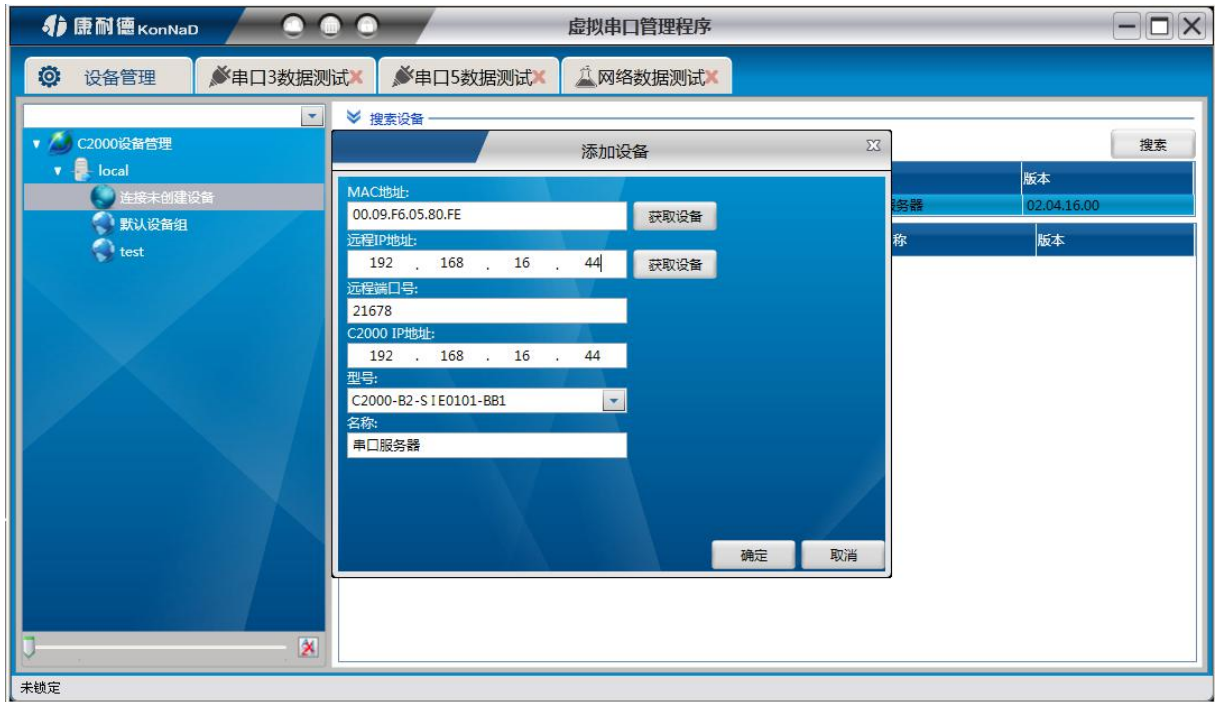 康耐德 KonNaD
虚拟串口管理程序
设备管理
串口3数据测试
串口5数据测试
网络数据测试
C2000设备管理
local
连接未创建设备
默认设备组
test
搜索设备
搜索
版本
务器 02.04.16.00
称 版本
添加设备
MAC地址:
00.09.F6.05.80.FE 获取设备
远程IP地址:
192 . 168 . 16 . 44 获取设备
远程端口号:
21678
C2000 IP地址:
192 . 168 . 16 . 44
型号:
C2000-B2-SIE0101-BB1
名称:
串口服务器
确定 取消
未锁定